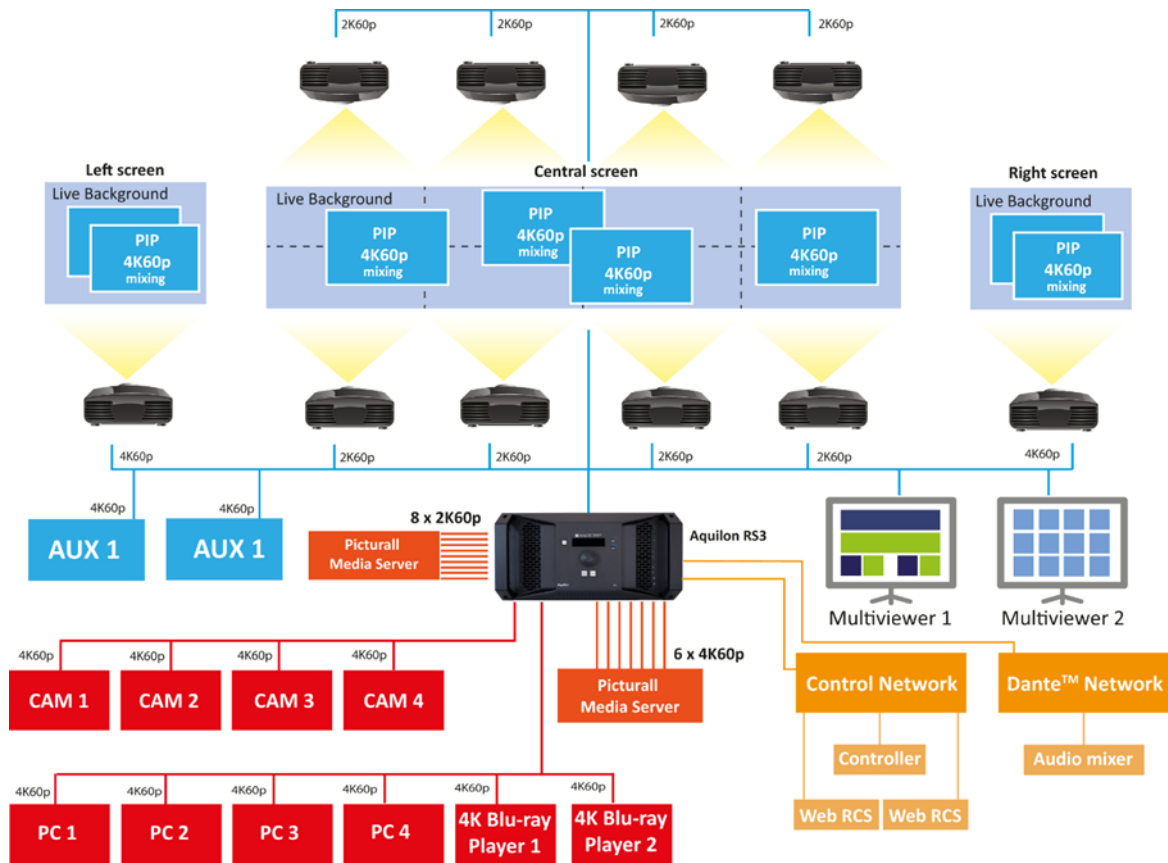 2K60p
2K60p
2K60p
2K60p
Left screen
Central screen
Right screen
Live Background
Live Background
Live Background
PIP
4K60p
mixing
PIP
4K60p
mixing
PIP
4K60p
mixing
PIP
4K60p
mixing
PIP
4K60p
mixing
PIP
4K60p
mixing
4K60p
2K60p
2K60p
2K60p
2K60p
4K60p
4K60p
4K60p
AUX 1
AUX 1
8 x 2K60p
Picturall
Media Server
Aquilon RS3
Multiviewer 1
Multiviewer 2
4K60p
4K60p
4K60p
4K60p
CAM 1
CAM 2
CAM 3
CAM 4
6 x 4K60p
Picturall
Media Server
Control Network
Dante™ Network
Controller
Audio mixer
Web RCS
Web RCS
4K60p
4K60p
4K60p
4K60p
4K60p
4K60p
PC 1
PC 2
PC 3
PC 4
4K Blu-ray
Player 1
4K Blu-ray
Player 2